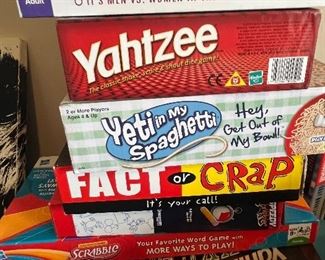 Adult
IT'S MEN VS. WOMEN
Yahtzee
The classic shake, score & shout dice game!
2 or More Players
Ages 4 & Up
Yeti in My
Spaghetti
Hey,
Get Out of
My Bowl!
FACT or CRAP
It's your call!
SCRABBLE
YOUR FAVORITE WORD GAME WITH
MORE WAYS TO PLAY!